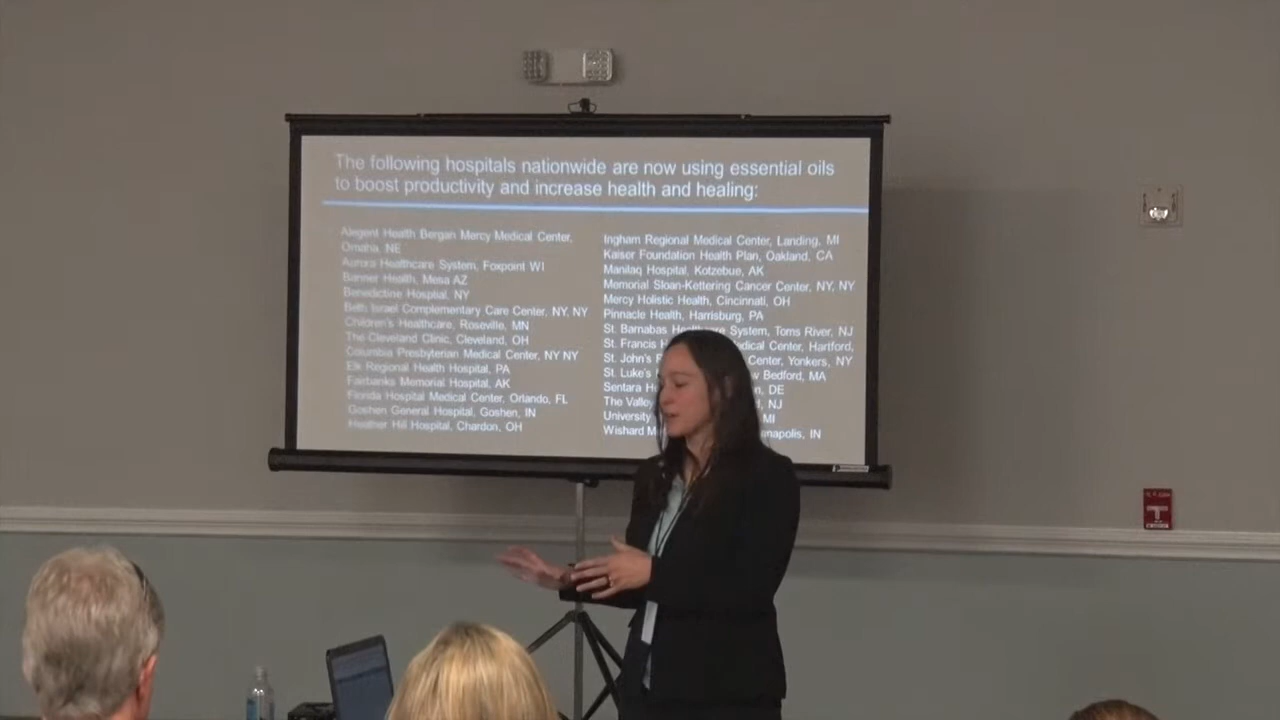 The following hospitals nationwide are now using essential oils
to boost productivity and increase health and healing:
Alegent Health Bergan Mercy Medical Center,
Omaha, NE
Aurora Healthcare System, Foxpoint WI
Banner Health, Mesa AZ
Benedictine Hosptial, NY
Beth Israel Complementary Care Center, NY, NY
Children's Healthcare, Roseville, MN
The Cleveland Clinic, Cleveland, OH
Columbia Presbyterian Medical Center, NY NY
Elk Regional Health Hospital, PA
Fairbanks Memorial Hospital, AK
Florida Hospital Medical Center, Orlando, FL
Goshen General Hospital, Goshen, IN
Heather Hill Hospital, Chardon, OH
Ingham Regional Medical Center, Landing, MI
Kaiser Foundation Health Plan, Oakland, CA
Manilaq Hospital, Kotzebue, AK
Memorial Sloan-Kettering Cancer Center, NY, NY
Mercy Holistic Health, Cincinnati, OH
Pinnacle Health, Harrisburg, PA
St. Barnabas System, Toms River, NJ
St. Francis Center, Hartford,
St. John's Center, Yonkers, NY
St. Luke's Bedford, MA
Sentara DE
The Valley NJ
University MI
Wishard IN